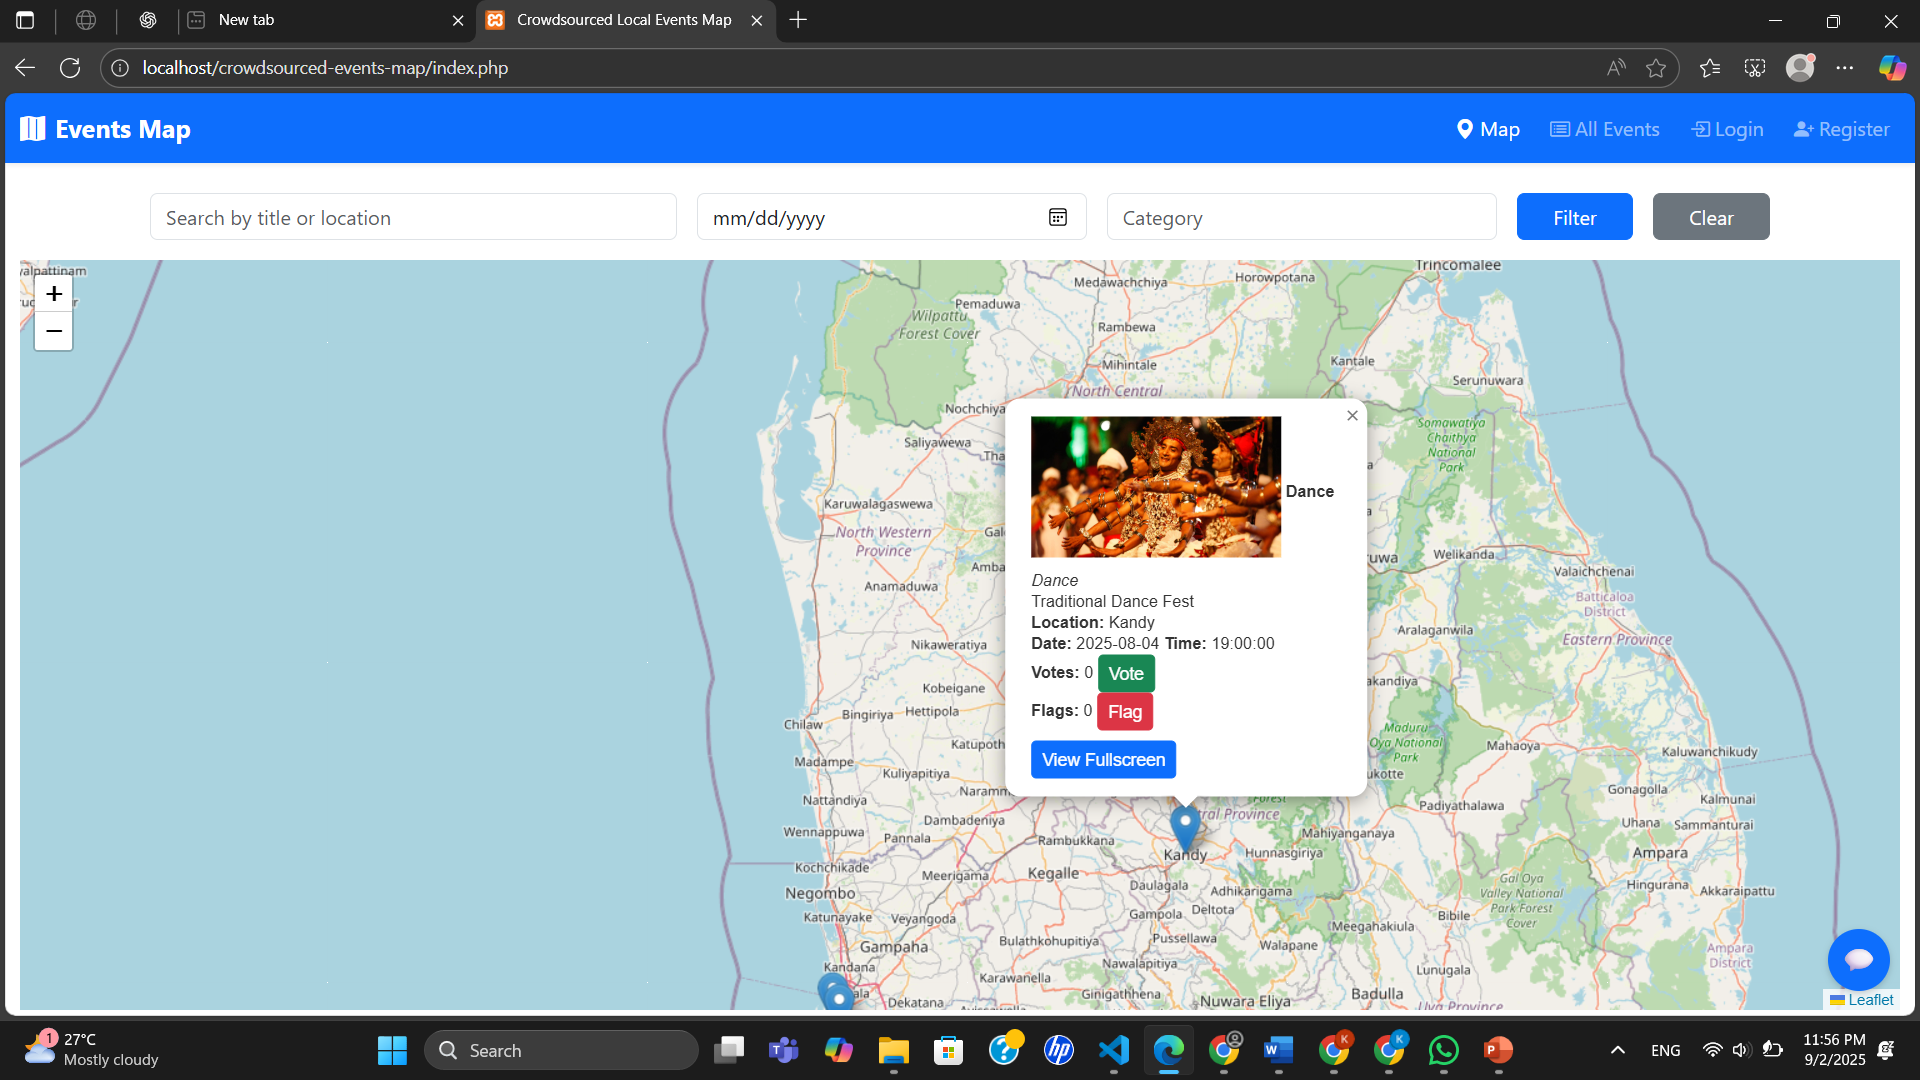 New tab
Crowdsourced Local Events Map
localhost/crowdsourced-events-map/index.php
Events Map
Map
All Events
Login
Register
Search by title or location
mm/dd/yyyy
Category
Filter
Clear
+
−
Trincomalee
Horowpotana
Medawachchiya
Pemaduwa
Wilpattu
Forest Cover
Rambewa
Kantale
Mihintale
Serunuwara
North Central
Nochchiya
Saliyawewa
Somawatiya
Chaithya
National
Park
Karuwalagaswewa
North Western
Province
Anamaduwa
Welikanda
Valaichchenai
Batticaloa
District
Aralaganwila
Eastern Province
Nikaweratiya
Kobeigane
Chilaw
Bingiriya
Hettipola
Maduru
Oya National
Park
Mahaoya
Kaluwanchikudy
Madampe
Kuliyapitiya
Nattandiya
Gonagolla
Kalmunai
Padiyathalawa
Wennappuwa
Dambadeniya
Pannala
Rambukkana
Mahiyanganaya
Uhana
Sammanturai
Kandy
Hunnasgiriya
Ampara
Kochchikade
Meerigama
Kegalle
Negombo
Daulagala
Adhikarigama
Gal Oya
Valley National
Park Forest
Cover
Hingurana
Akkaraipattu
Katunayake
Veyangoda
Gampola
Deltota
Bibile
Meegahakiula
Gampaha
Bulathkohupitiya
Pussellawa
Walapane
Ampara
District
Kandana
Karawanella
Nawalapitiya
Lunugala
Dekatana
Ginigathhena
Nuwara Eliya
Badulla
Uva Province
Dance
Dance
Traditional Dance Fest
Location: Kandy
Date: 2025-08-04 Time: 19:00:00
Votes: 0 Vote
Flags: 0 Flag
View Fullscreen
Leaflet
1
27°C
Mostly cloudy
Search
ENG
11:56 PM
9/2/2025